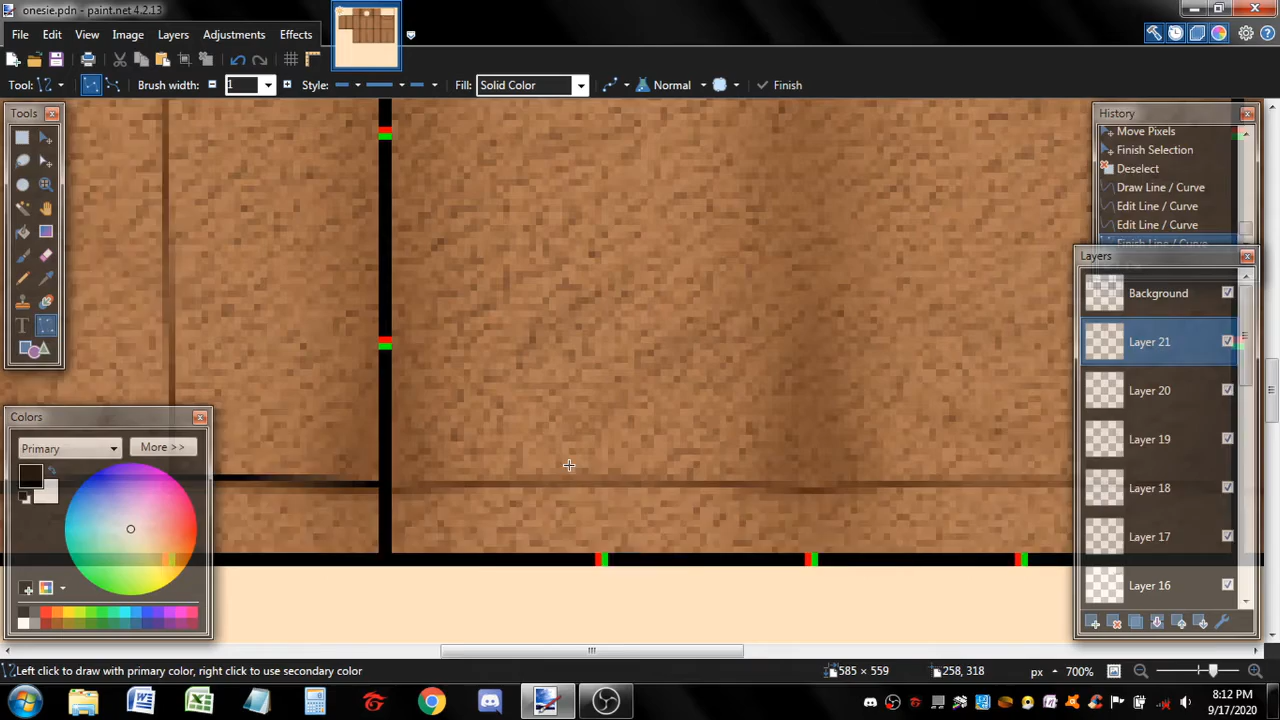 onesie.pdn - paint.net 4.2.13
File Edit View Image Layers Adjustments Effects
Tool: Brush width: 1 Style: Fill: Solid Color Normal Finish
Tools
History
Move Pixels
Finish Selection
Deselect
Draw Line / Curve
Edit Line / Curve
Edit Line / Curve
Finish Line / Curve
Layers
Background
Layer 21
Layer 20
Layer 19
Layer 18
Layer 17
Layer 16
Colors
Primary
More >>
Left click to draw with primary color, right click to use secondary color
585 × 559
258, 318
px
700%
8:12 PM
9/17/2020